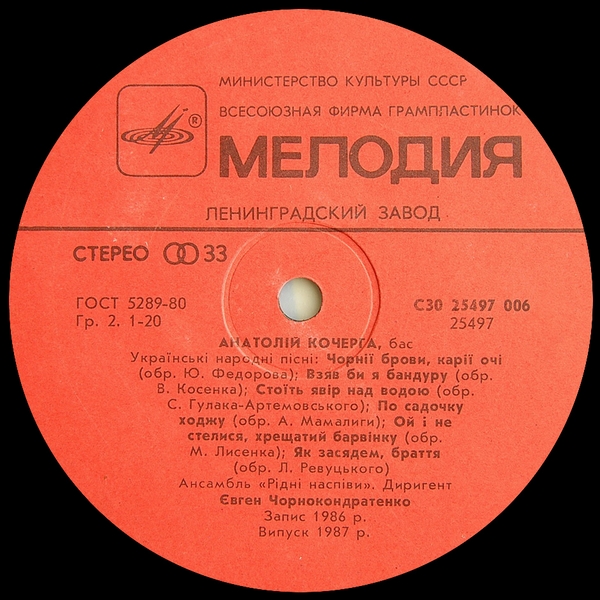 МИНИСТЕРСТВО КУЛЬТУРЫ СССР
ВСЕСОЮЗНАЯ ФИРМА ГРАМПЛАСТИНОК
®
МЕЛОДИЯ
ЛЕНИНГРАДСКИЙ ЗАВОД
СТЕРЕО 33
ГОСТ 5289-80
Гр. 2. 1-20
С30 25497 006
25497
АНАТОЛІЙ КОЧЕРГА, бас
Українські народні пісні: Чорнії брови, карії очі
(обр. Ю. Федорова); Взяв би я бандуру (обр.
В. Косенка); Стоїть явір над водою (обр.
С. Гулака-Артемовського); По садочку
ходжу (обр. А. Мамалиги); Ой і не
стелися, хрещатий барвінку (обр.
М. Лисенка); Як засядем, браття
(обр. Л. Ревуцького)
Ансамбль «Рідні наспіви». Диригент
Євген Чорнокондратенко
Запис 1986 р.
Випуск 1987 р.